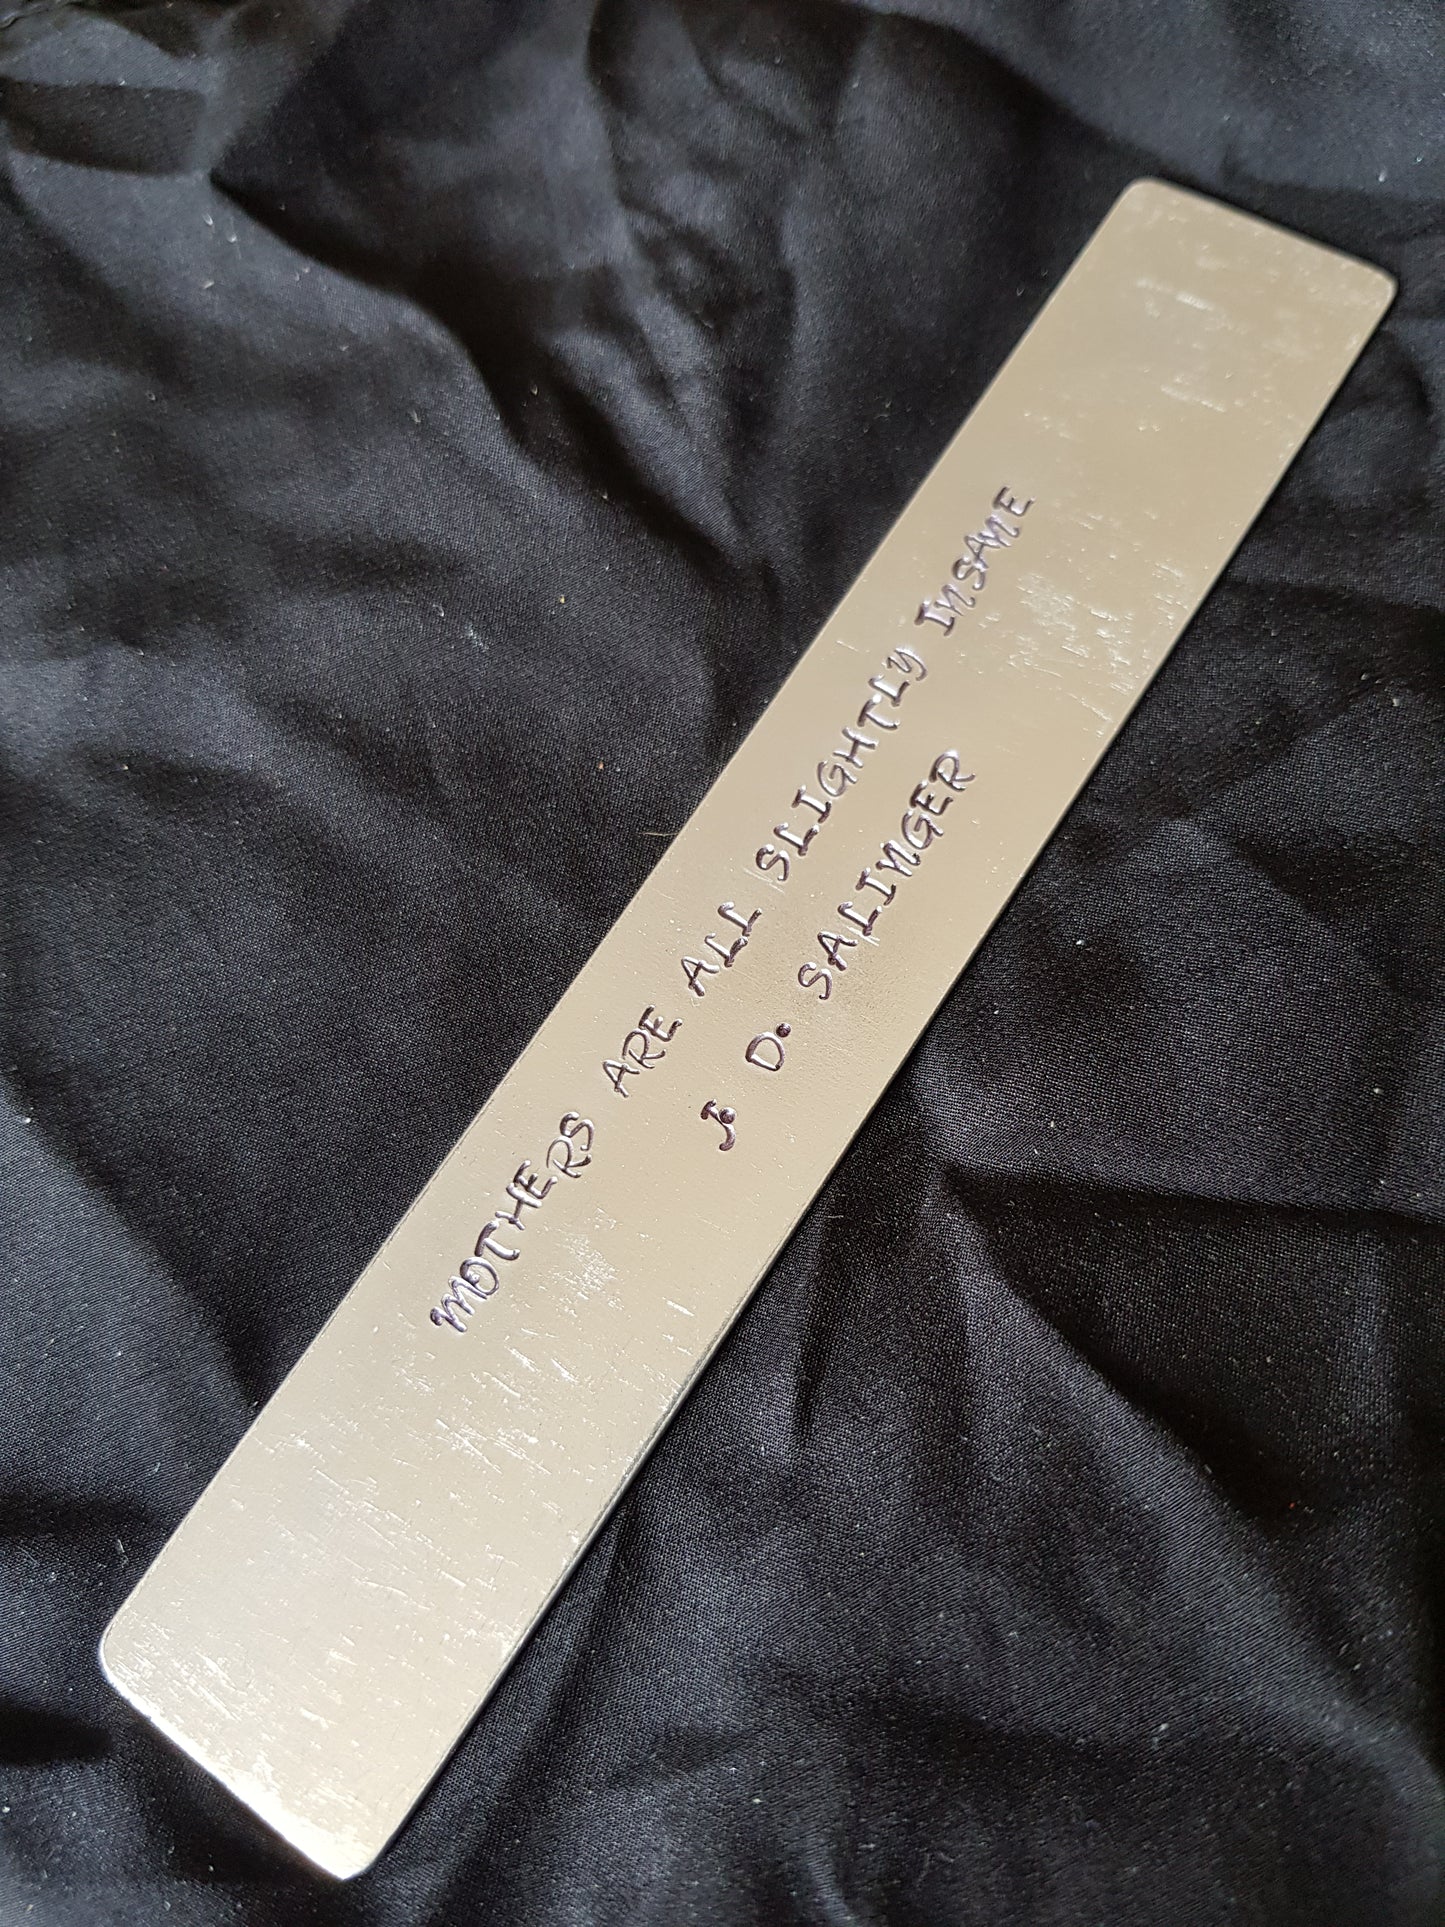 MOTHERS ARE ALL SLIGHTLY INSANE
J. D. SALINGER